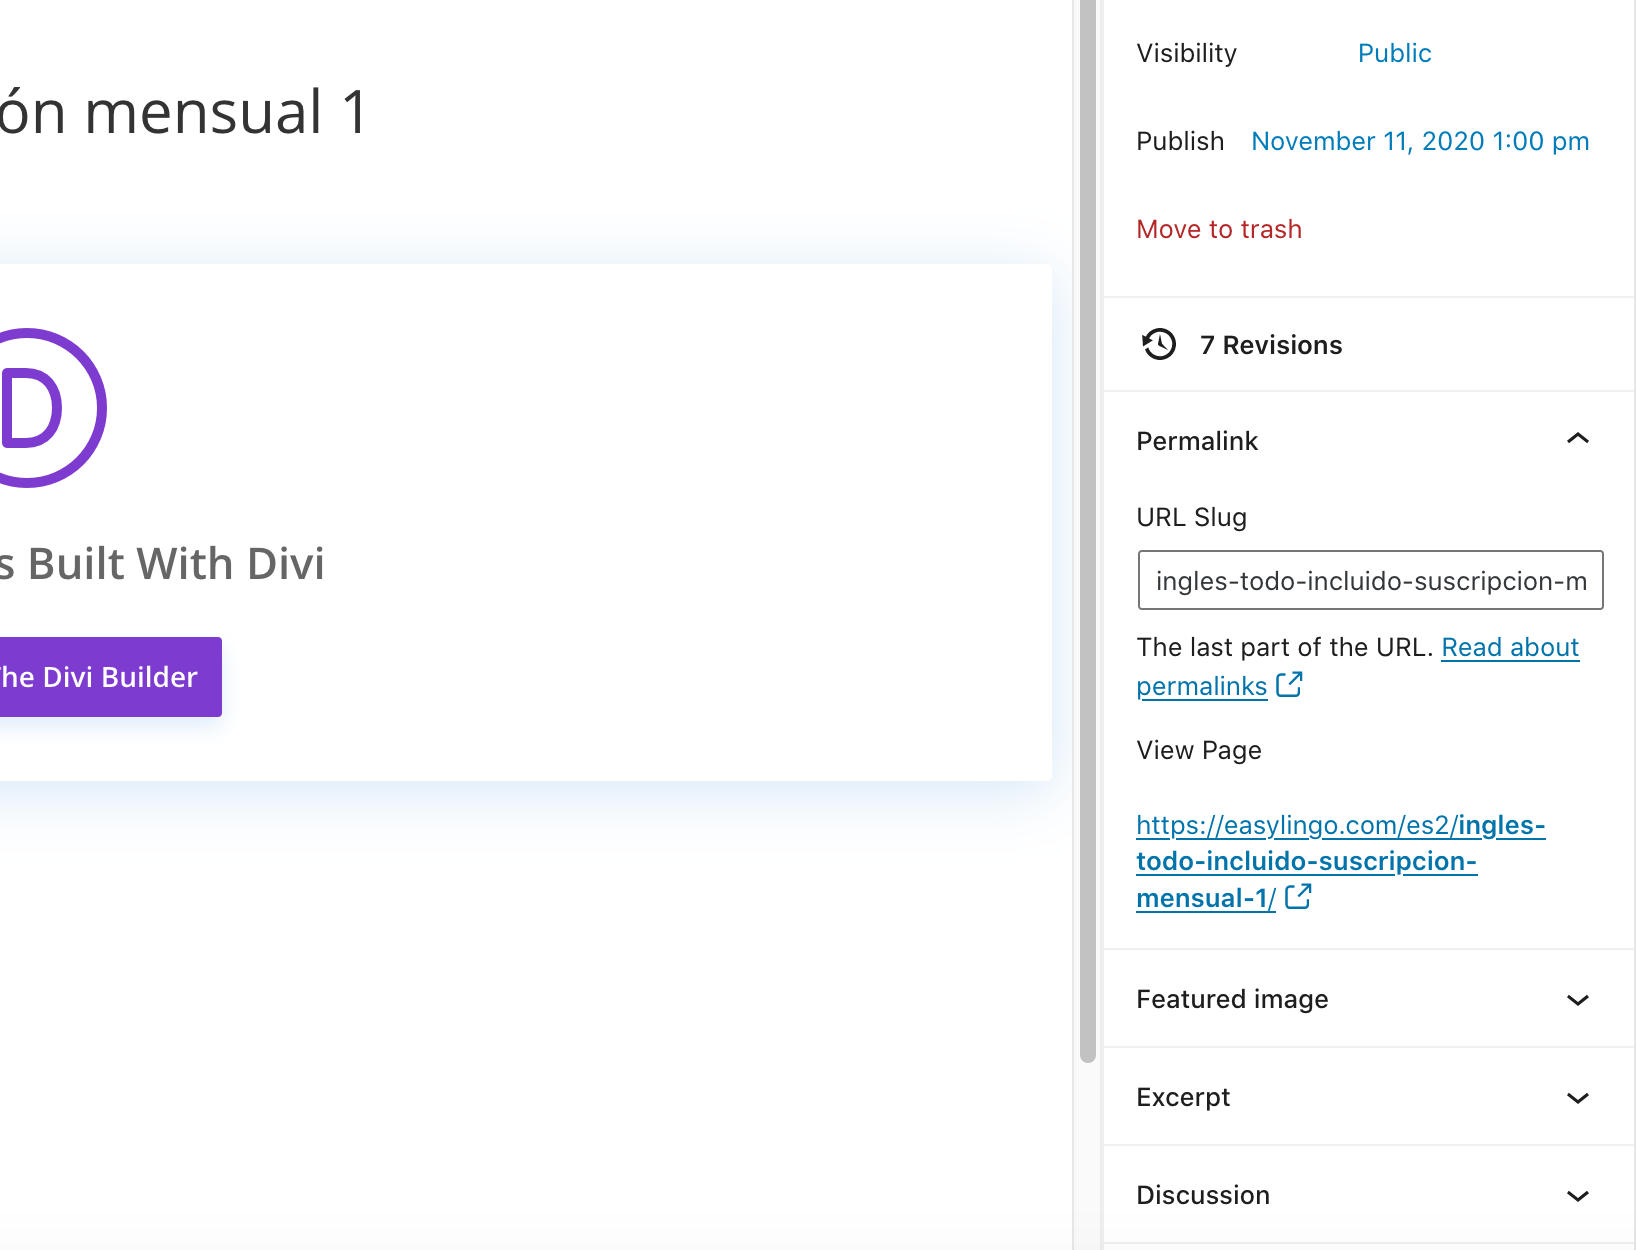 ón mensual 1
D
s Built With Divi
he Divi Builder
Visibility Public
Publish November 11, 2020 1:00 pm
Move to trash
7 Revisions
Permalink
URL Slug
ingles-todo-incluido-suscripcion-m
The last part of the URL. Read about
permalinks
View Page
https://easylingo.com/es2/ingles-
todo-incluido-suscripcion-
mensual-1/
Featured image
Excerpt
Discussion